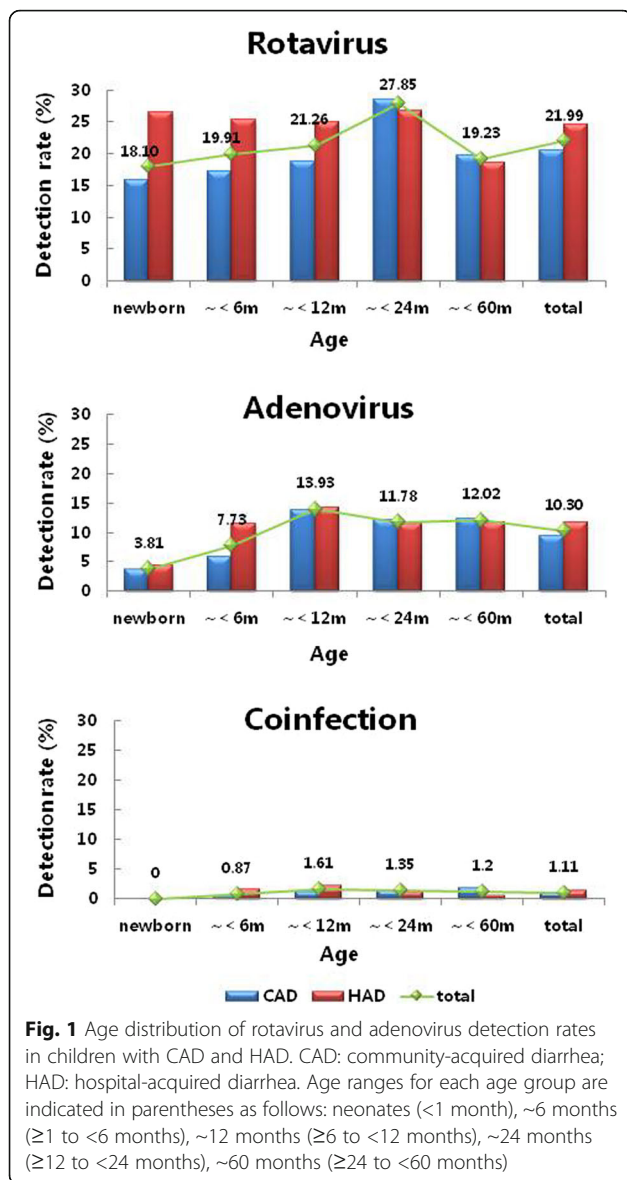 Rotavirus
Detection rate (%)
30
25
20
15
10
5
0
18.10
19.91
21.26
27.85
19.23
21.99
newborn ~ < 6m ~ < 12m ~ < 24m ~ < 60m total
Age
Adenovirus
Detection rate (%)
30
25
20
15
10
5
0
3.81
7.73
13.93
11.78
12.02
10.30
newborn ~ < 6m ~ < 12m ~ < 24m ~ < 60m total
Age
Coinfection
Detection rate (%)
30
25
20
15
10
5
0
0
0.87
1.61
1.35
1.2
1.11
newborn ~ < 6m ~ < 12m ~ < 24m ~ < 60m total
Age
CAD HAD total
Fig. 1 Age distribution of rotavirus and adenovirus detection rates
in children with CAD and HAD. CAD: community-acquired diarrhea;
HAD: hospital-acquired diarrhea. Age ranges for each age group are
indicated in parentheses as follows: neonates (<1 month), ~6 months
(≥1 to <6 months), ~12 months (≥6 to <12 months), ~24 months
(≥12 to <24 months), ~60 months (≥24 to <60 months)